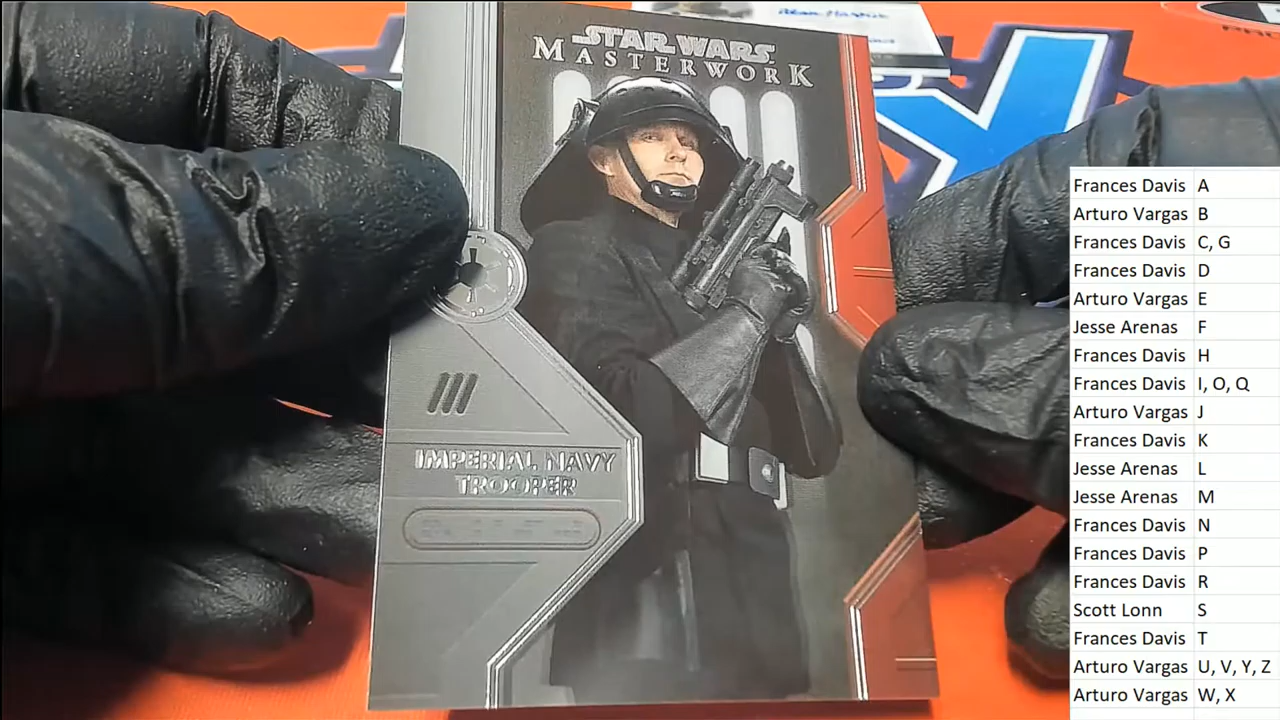 STAR WARS
MASTERWORK
IMPERIAL NAVY
TROOPER
Frances Davis A
Arturo Vargas B
Frances Davis C, G
Frances Davis D
Arturo Vargas E
Jesse Arenas F
Frances Davis H
Frances Davis I, O, Q
Arturo Vargas J
Frances Davis K
Jesse Arenas L
Jesse Arenas M
Frances Davis N
Frances Davis P
Frances Davis R
Scott Lonn S
Frances Davis T
Arturo Vargas U, V, Y, Z
Arturo Vargas W, X